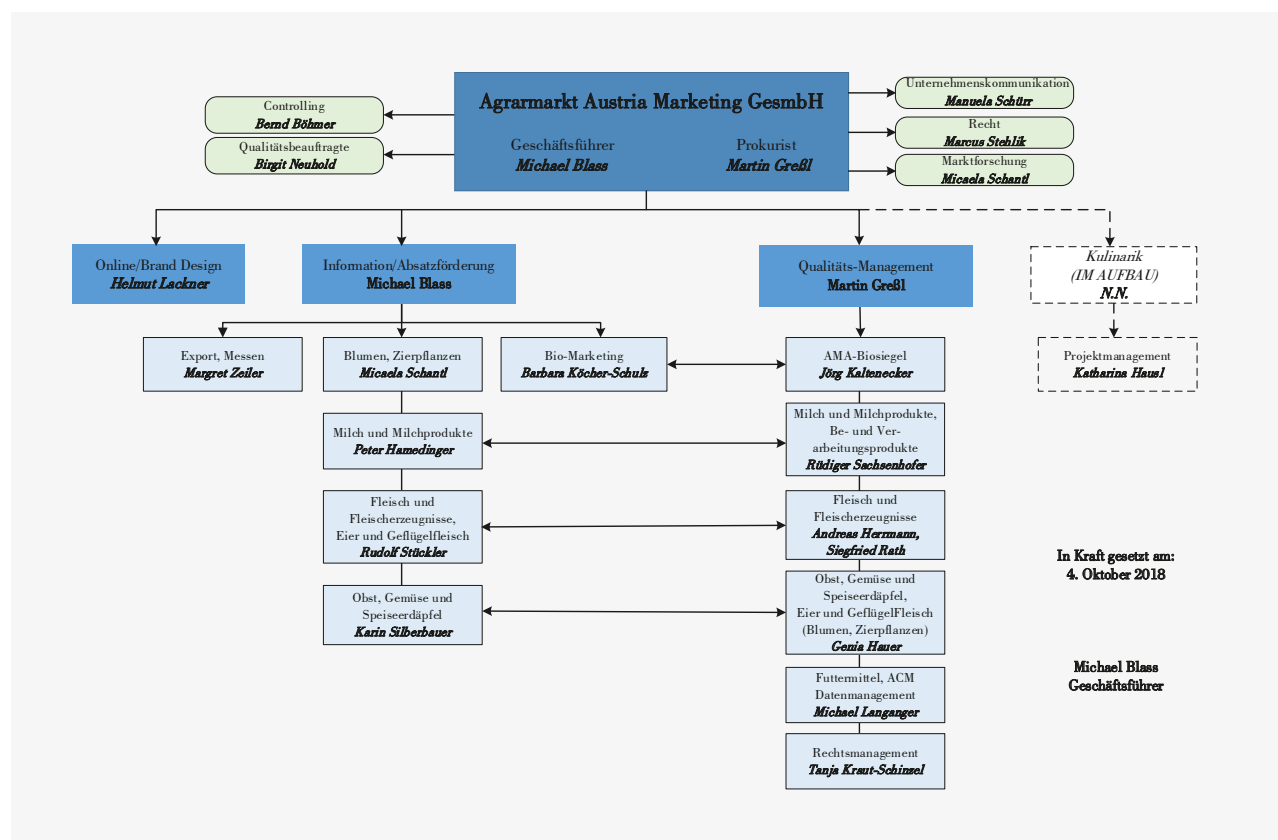 Agrarmarkt Austria Marketing GesmbH
Geschäftsführer
Michael Blass
Prokurist
Martin Greßl
Controlling
Bernd Böhmer
Qualitätsbeauftragte
Birgit Neuhold
Unternehmenskommunikation
Manuela Schürr
Recht
Marcus Stehlik
Marktforschung
Micaela Schantl
Online/Brand Design
Helmut Lackner
Information/Absatzförderung
Michael Blass
Qualitäts-Management
Martin Greßl
Kulinarik
(IM AUFBAU)
N.N.
Export, Messen
Margret Zeiler
Blumen, Zierpflanzen
Micaela Schantl
Bio-Marketing
Barbara Köcher-Schulz
AMA-Biosiegel
Jörg Kaltenecker
Projektmanagement
Katharina Hausl
Milch und Milchprodukte
Peter Hamedinger
Milch und Milchprodukte,
Be- und Ver-
arbeitungsprodukte
Rüdiger Sachsenhofer
Fleisch und
Fleischerzeugnisse,
Eier und Geflügelfleisch
Rudolf Stückler
Fleisch und
Fleischerzeugnisse
Andreas Herrmann,
Siegfried Rath
Obst, Gemüse und
Speiseerdäpfel
Karin Silberbauer
Obst, Gemüse und
Speiseerdäpfel,
Eier und GeflügelFleisch
(Blumen, Zierpflanzen)
Genia Hauer
Futtermittel, ACM
Datenmanagement
Michael Langanger
Rechtsmanagement
Tanja Kraut-Schinzel
In Kraft gesetzt am:
4. Oktober 2018
Michael Blass
Geschäftsführer